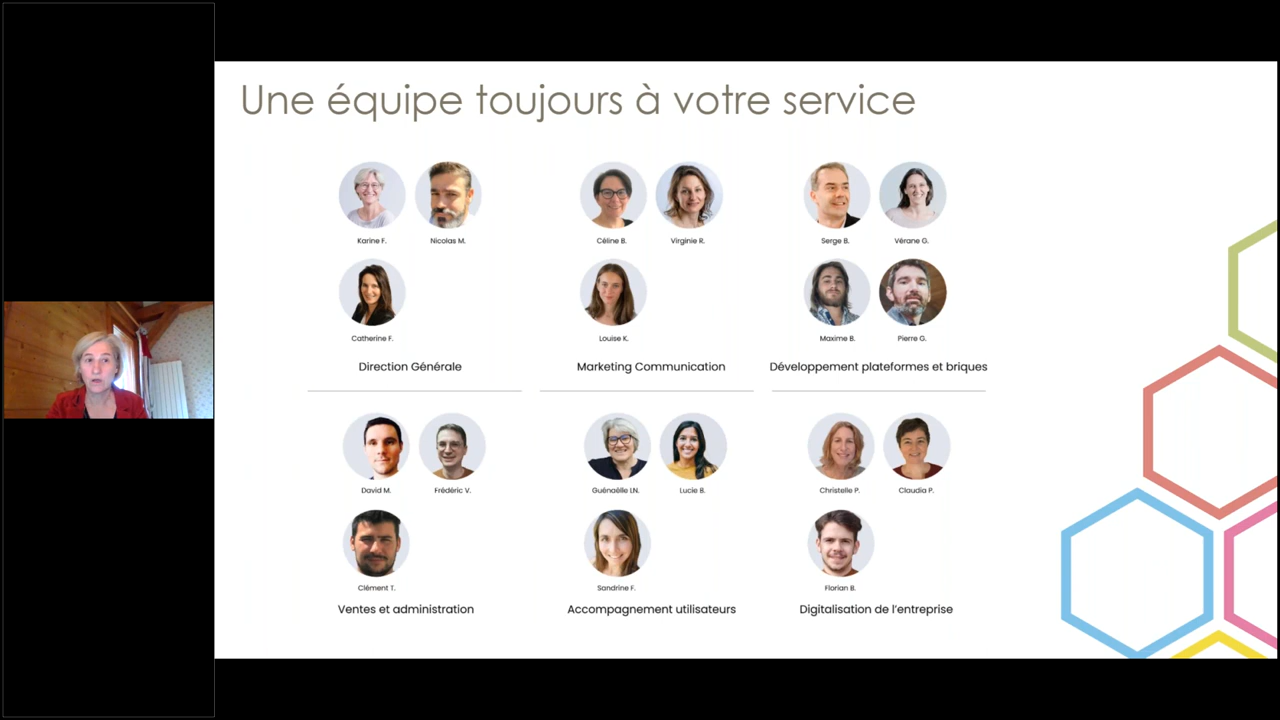 Une équipe toujours à votre service
Karine F.
Nicolas M.
Céline B.
Virginie R.
Serge B.
Vérane G.
Catherine F.
Louise K.
Maxime B.
Pierre G.
Direction Générale
Marketing Communication
Développement plateformes et briques
David M.
Frédéric V.
Guénaëlle LN.
Lucie B.
Christelle P.
Claudia P.
Clément T.
Sandrine F.
Florian B.
Ventes et administration
Accompagnement utilisateurs
Digitalisation de l'entreprise